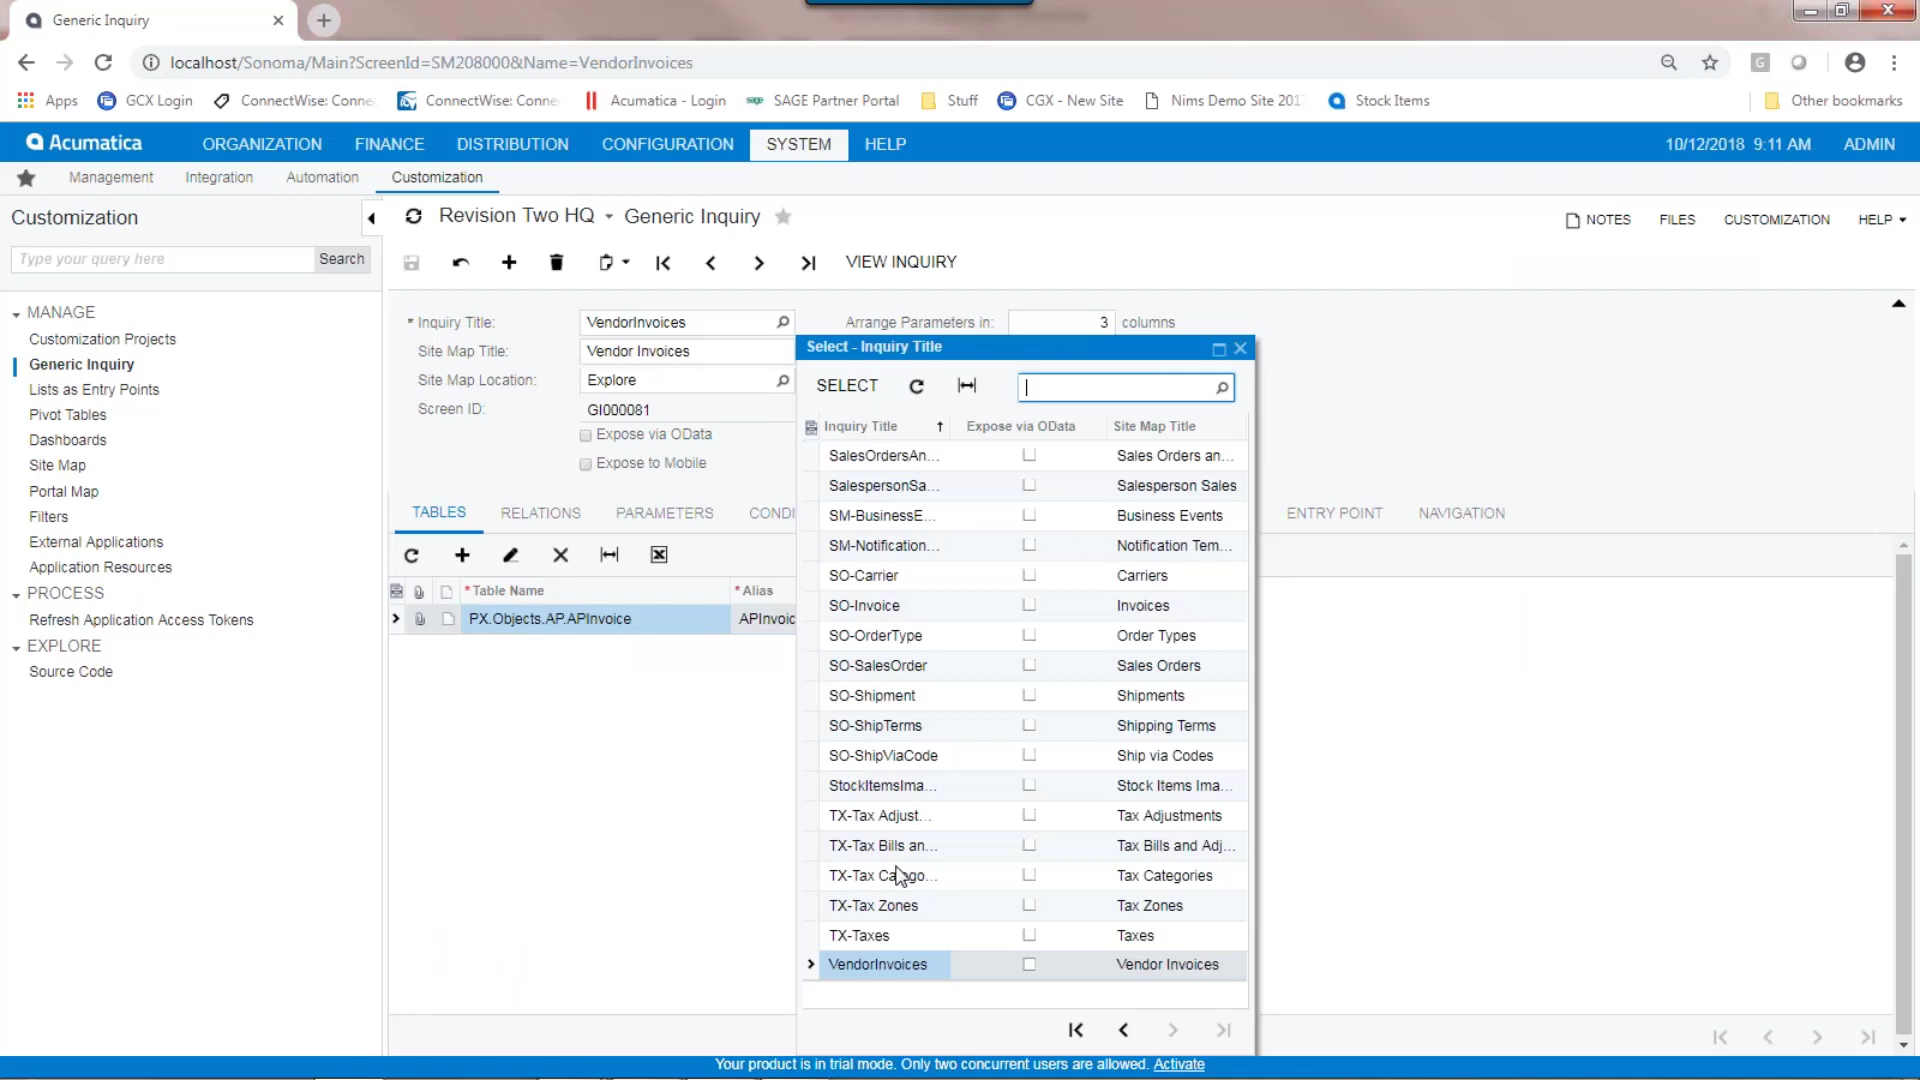 Generic Inquiry
localhost/Sonoma/Main?ScreenId=SM208000&Name=VendorInvoices
Apps
GCX Login
ConnectWise: Conne
ConnectWise: Conne
Acumatica - Login
SAGE Partner Portal
Stuff
CGX - New Site
Nims Demo Site 201
Stock Items
Other bookmarks
Acumatica
ORGANIZATION
FINANCE
DISTRIBUTION
CONFIGURATION
SYSTEM
HELP
10/12/2018 9:11 AM
ADMIN
Management
Integration
Automation
Customization
Customization
Revision Two HQ
Generic Inquiry
NOTES
FILES
CUSTOMIZATION
HELP
Type your query here
Search
VIEW INQUIRY
MANAGE
Customization Projects
Generic Inquiry
Lists as Entry Points
Pivot Tables
Dashboards
Site Map
Portal Map
Filters
External Applications
Application Resources
PROCESS
Refresh Application Access Tokens
EXPLORE
Source Code
* Inquiry Title:
VendorInvoices
Arrange Parameters in:
3
columns
Site Map Title:
Vendor Invoices
Site Map Location:
Explore
Screen ID:
GI000081
Expose via OData
Expose to Mobile
TABLES
RELATIONS
PARAMETERS
CONDI
ENTRY POINT
NAVIGATION
* Table Name
* Alias
PX.Objects.AP.APInvoice
APInvoic
Select - Inquiry Title
SELECT
Inquiry Title
Expose via OData
Site Map Title
SalesOrdersAn...
Sales Orders an...
SalespersonSa...
Salesperson Sales
SM-BusinessE...
Business Events
SM-Notification...
Notification Tem...
SO-Carrier
Carriers
SO-Invoice
Invoices
SO-OrderType
Order Types
SO-SalesOrder
Sales Orders
SO-Shipment
Shipments
SO-ShipTerms
Shipping Terms
SO-ShipViaCode
Ship via Codes
StockItemsIma...
Stock Items Ima...
TX-Tax Adjust...
Tax Adjustments
TX-Tax Bills an...
Tax Bills and Adj...
TX-Tax Catego...
Tax Categories
TX-Tax Zones
Tax Zones
TX-Taxes
Taxes
VendorInvoices
Vendor Invoices
Your product is in trial mode. Only two concurrent users are allowed. Activate